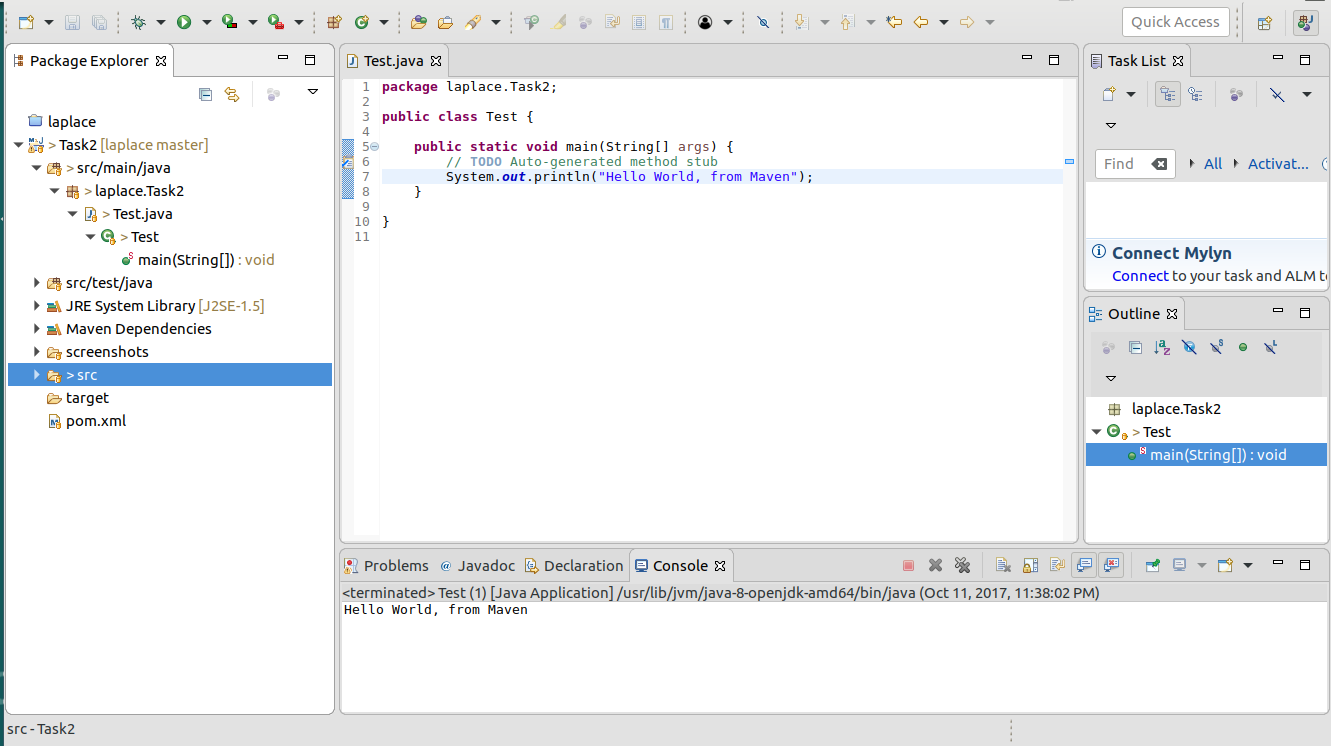 Quick Access
Package Explorer
laplace
> Task2 [laplace master]
> src/main/java
> laplace.Task2
> Test.java
> Test
main(String[]) : void
src/test/java
JRE System Library [J2SE-1.5]
Maven Dependencies
screenshots
> src
target
pom.xml
Test.java
1 package laplace.Task2;
2
3 public class Test {
4
5 public static void main(String[] args) {
6 // TODO Auto-generated method stub
7 System.out.println("Hello World, from Maven");
8 }
9
10 }
11
Task List
Find All Activat...
Connect Mylyn
Connect to your task and ALM to
Outline
laplace.Task2
> Test
main(String[]) : void
Problems @ Javadoc Declaration Console
<terminated> Test (1) [Java Application] /usr/lib/jvm/java-8-openjdk-amd64/bin/java (Oct 11, 2017, 11:38:02 PM)
Hello World, from Maven
src - Task2